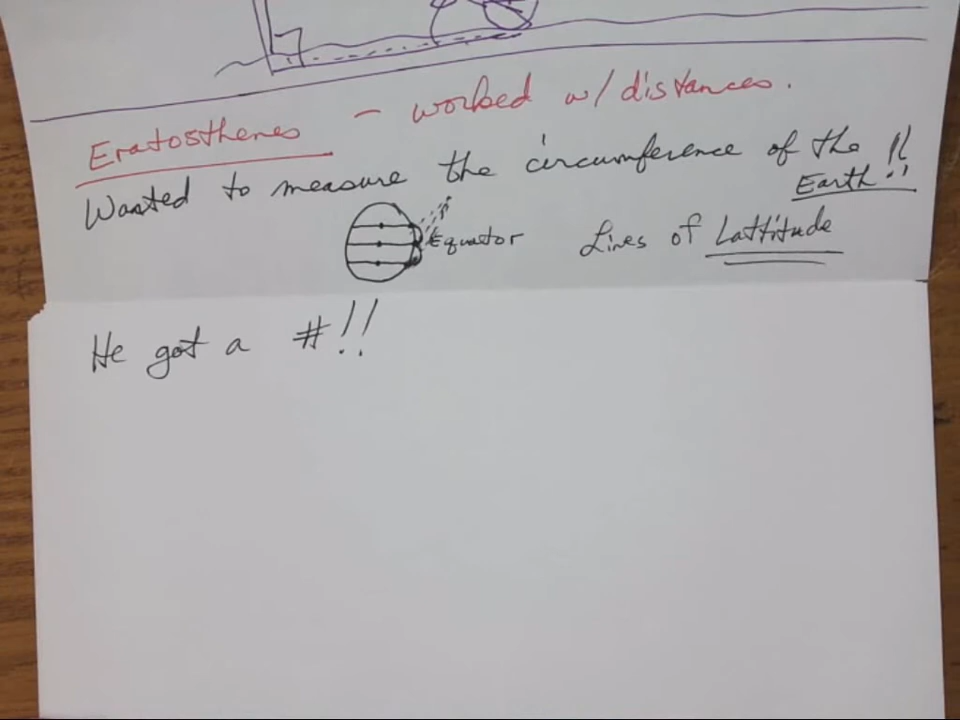 Eratosthenes - worked w/ distances.
Wanted to measure the circumference of the Earth!!
Equator
Lines of Lattitude
He got a #!!